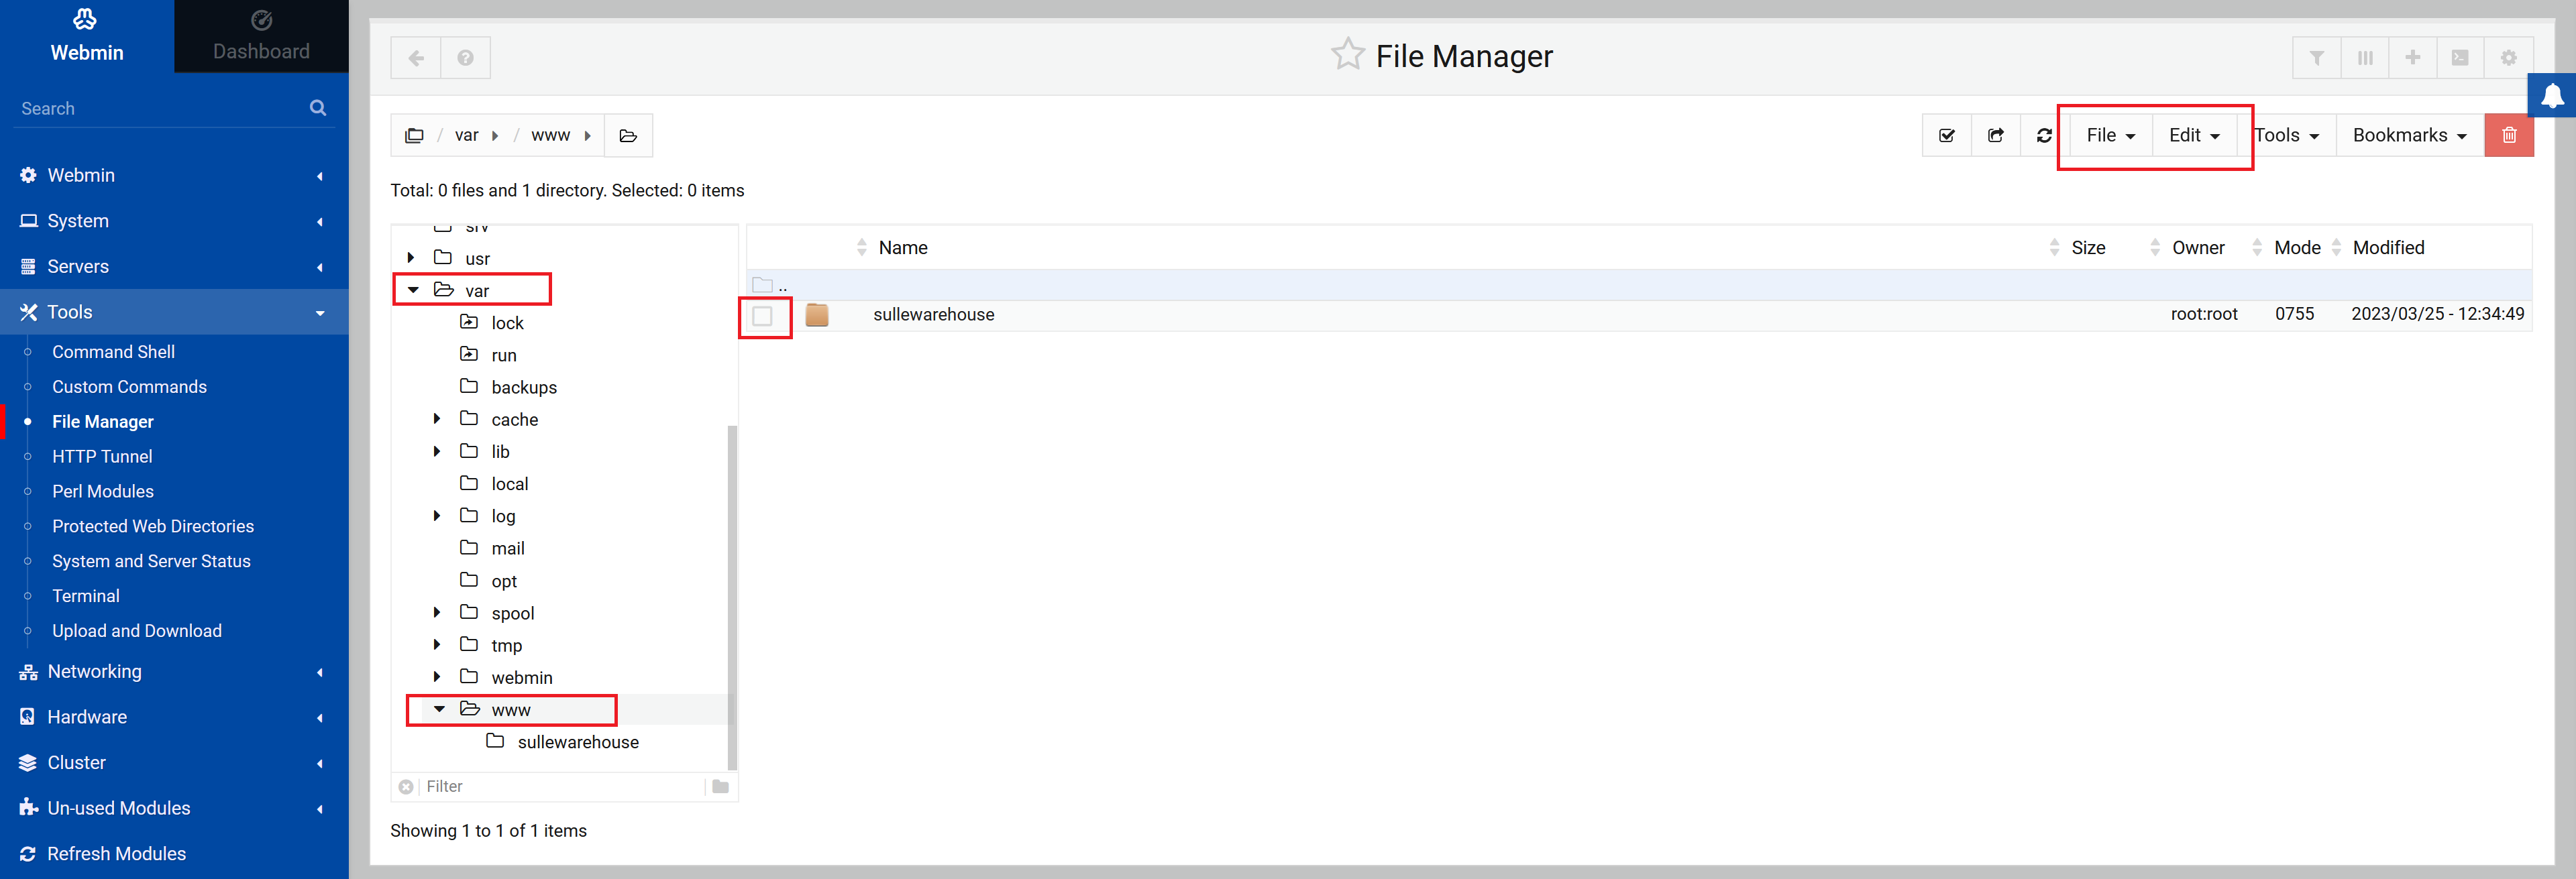 Webmin
Dashboard
Search
Webmin
System
Servers
Tools
Command Shell
Custom Commands
File Manager
HTTP Tunnel
Perl Modules
Protected Web Directories
System and Server Status
Terminal
Upload and Download
Networking
Hardware
Cluster
Un-used Modules
Refresh Modules
File Manager
/ var / www
File Edit Tools Bookmarks
Total: 0 files and 1 directory. Selected: 0 items
srv
usr
var
lock
run
backups
cache
lib
local
log
mail
opt
spool
tmp
webmin
www
sullewarehouse
Filter
Name Size Owner Mode Modified
..
sullewarehouse root:root 0755 2023/03/25 - 12:34:49
Showing 1 to 1 of 1 items